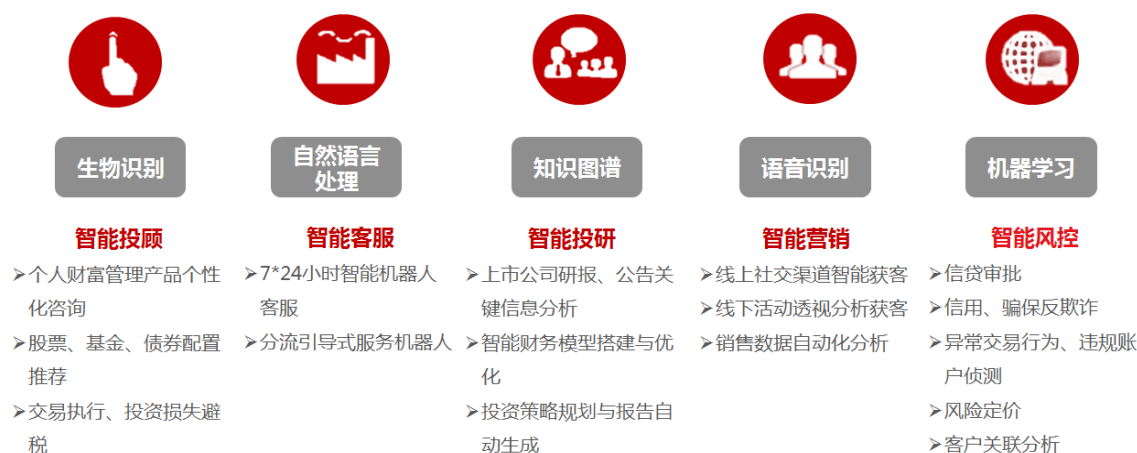 生物识别
智能投顾
➢个人财富管理产品个性
化咨询
➢股票、基金、债券配置
推荐
➢交易执行、投资损失避
税
自然语言
处理
智能客服
➢7*24小时智能机器人
客服
➢分流引导式服务机器人
知识图谱
智能投研
➢上市公司研报、公告关
键信息分析
➢智能财务模型搭建与优
化
➢投资策略规划与报告自
动生成
语音识别
智能营销
➢线上社交渠道智能获客
➢线下活动透视分析获客
➢销售数据自动化分析
机器学习
智能风控
➢信贷审批
➢信用、骗保反欺诈
➢异常交易行为、违规账
户侦测
➢风险定价
➢客户关联分析